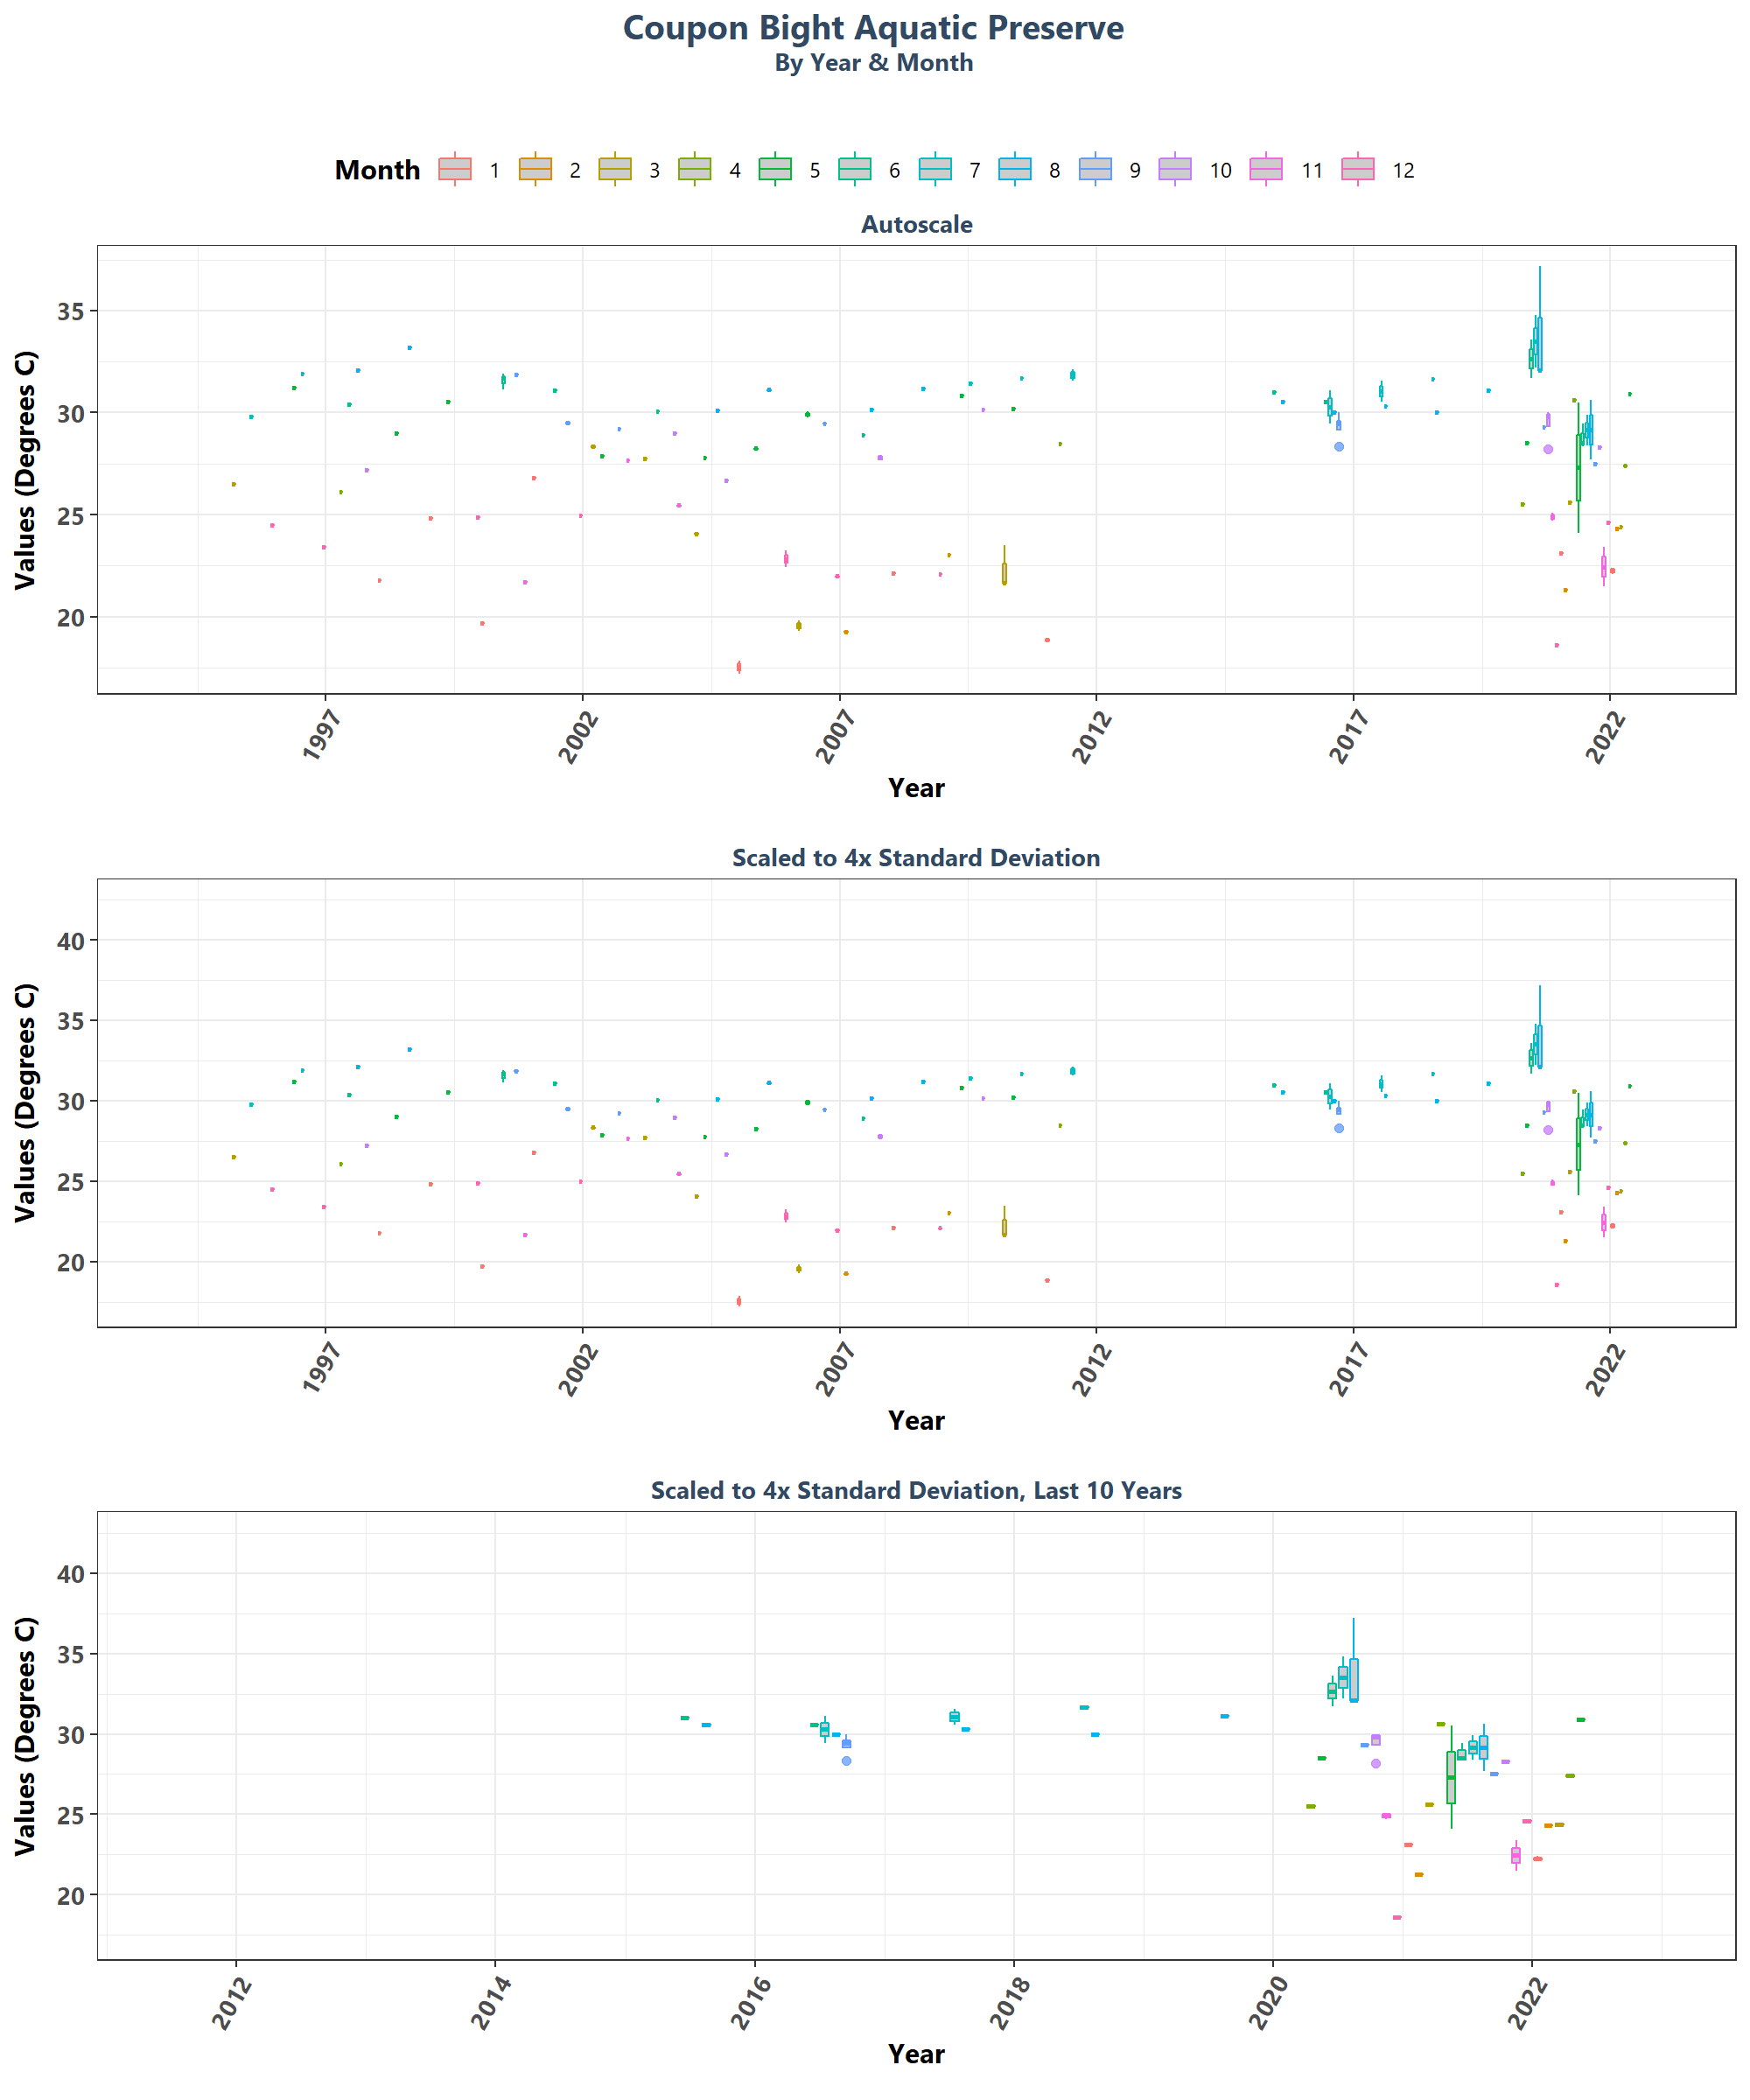 Coupon Bight Aquatic Preserve
By Year & Month
Month 1 2 3 4 5 6 7 8 9 10 11 12
Autoscale
Values (Degrees C)
35
30
25
20
1997 2002 2007 2012 2017 2022
Year
Scaled to 4x Standard Deviation
Values (Degrees C)
40
35
30
25
20
1997 2002 2007 2012 2017 2022
Year
Scaled to 4x Standard Deviation, Last 10 Years
Values (Degrees C)
40
35
30
25
20
2012 2014 2016 2018 2020 2022
Year